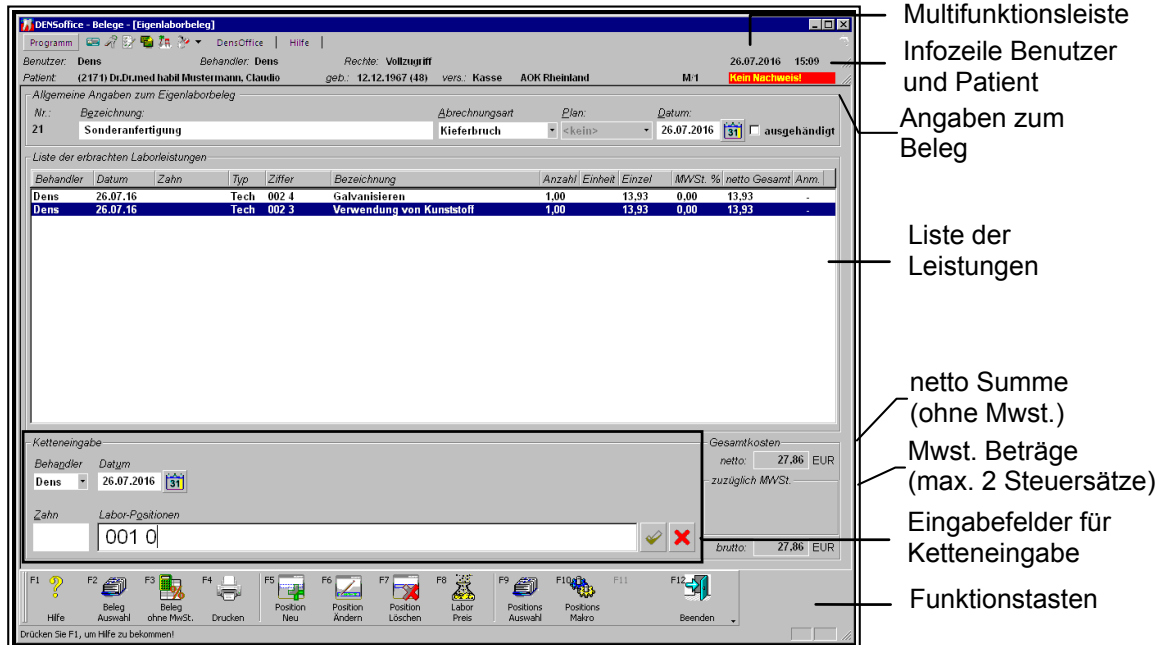 DENSoffice - Belege - [Eigenlaborbeleg]
Programm DensOffice Hilfe
Benutzer: Dens Behandler: Dens Rechte: Vollzugriff 26.07.2016 15:09
Patient: (2171) Dr.Dr.med habil Mustermann, Claudio geb.: 12.12.1967 (48) vers.: Kasse AOK Rheinland M/1 Kein Nachweis!
Allgemeine Angaben zum Eigenlaborbeleg
Nr.: Bezeichnung: Abrechnungsart Plan: Datum:
21 Sonderanfertigung Kieferbruch <kein> 26.07.2016 31 ausgehändigt
Liste der erbrachten Laborleistungen
Behandler Datum Zahn Typ Ziffer Bezeichnung Anzahl Einheit Einzel MWSt. % netto Gesamt Anm.
Dens 26.07.16 Tech 002 4 Galvanisieren 1,00 13,93 0,00 13,93 -
Dens 26.07.16 Tech 002 3 Verwendung von Kunststoff 1,00 13,93 0,00 13,93 -
Ketteneingabe
Behandler Datum
Dens 26.07.2016 31
Zahn Labor-Positionen
001 0
Gesamtkosten
netto: 27,86 EUR
zuzüglich MWSt.
brutto: 27,86 EUR
F1 Hilfe
F2 Beleg Auswahl
F3 Beleg ohne MwSt.
F4 Drucken
F5 Position Neu
F6 Position Ändern
F7 Position Löschen
F8 Labor Preis
F9 Positions Auswahl
F10 Positions Makro
F11
F12 Beenden
Drücken Sie F1, um Hilfe zu bekommen!
Multifunktionsleiste
Infozeile Benutzer
und Patient
Angaben zum
Beleg
Liste der
Leistungen
netto Summe
(ohne Mwst.)
Mwst. Beträge
(max. 2 Steuersätze)
Eingabefelder für
Ketteneingabe
Funktionstasten